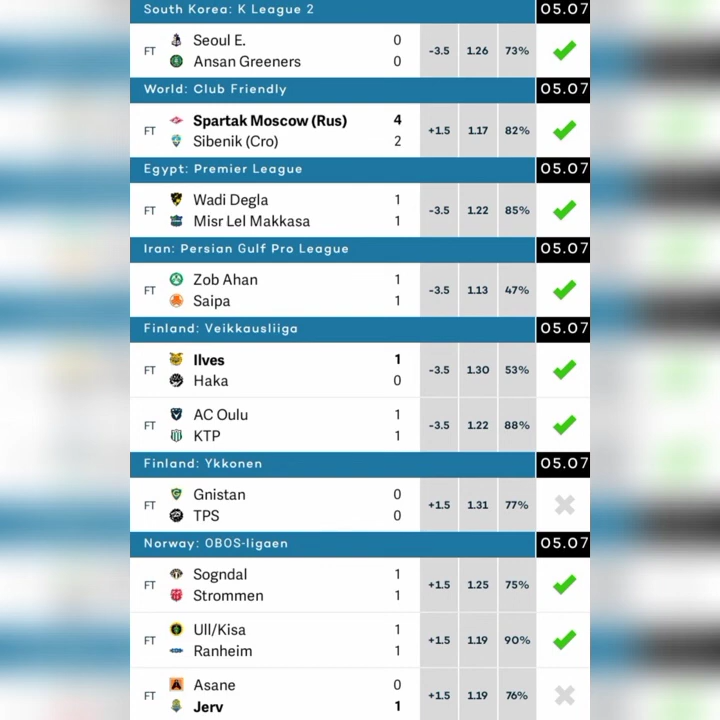 South Korea: K League 2 05.07
FT Seoul E. 0 -3.5 1.26 73%
Ansan Greeners 0
World: Club Friendly 05.07
FT Spartak Moscow (Rus) 4 +1.5 1.17 82%
Sibenik (Cro) 2
Egypt: Premier League 05.07
FT Wadi Degla 1 -3.5 1.22 85%
Misr Lel Makkasa 1
Iran: Persian Gulf Pro League 05.07
FT Zob Ahan 1 -3.5 1.13 47%
Saipa 1
Finland: Veikkausliiga 05.07
FT Ilves 1 -3.5 1.30 53%
Haka 0
FT AC Oulu 1 -3.5 1.22 88%
KTP 1
Finland: Ykkonen 05.07
FT Gnistan 0 +1.5 1.31 77%
TPS 0
Norway: OBOS-ligaen 05.07
FT Sogndal 1 +1.5 1.25 75%
Strommen 1
FT Ull/Kisa 1 +1.5 1.19 90%
Ranheim 1
FT Asane 0 +1.5 1.19 76%
Jerv 1